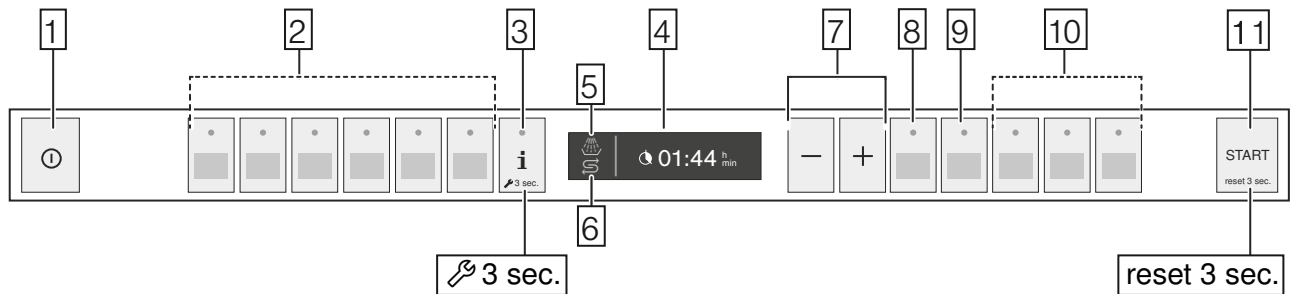 1 2 3 4 7 8 9 10 11
5
i
3 sec.
01:44 h min
− +
START
reset 3 sec.
6
3 sec.
reset 3 sec.